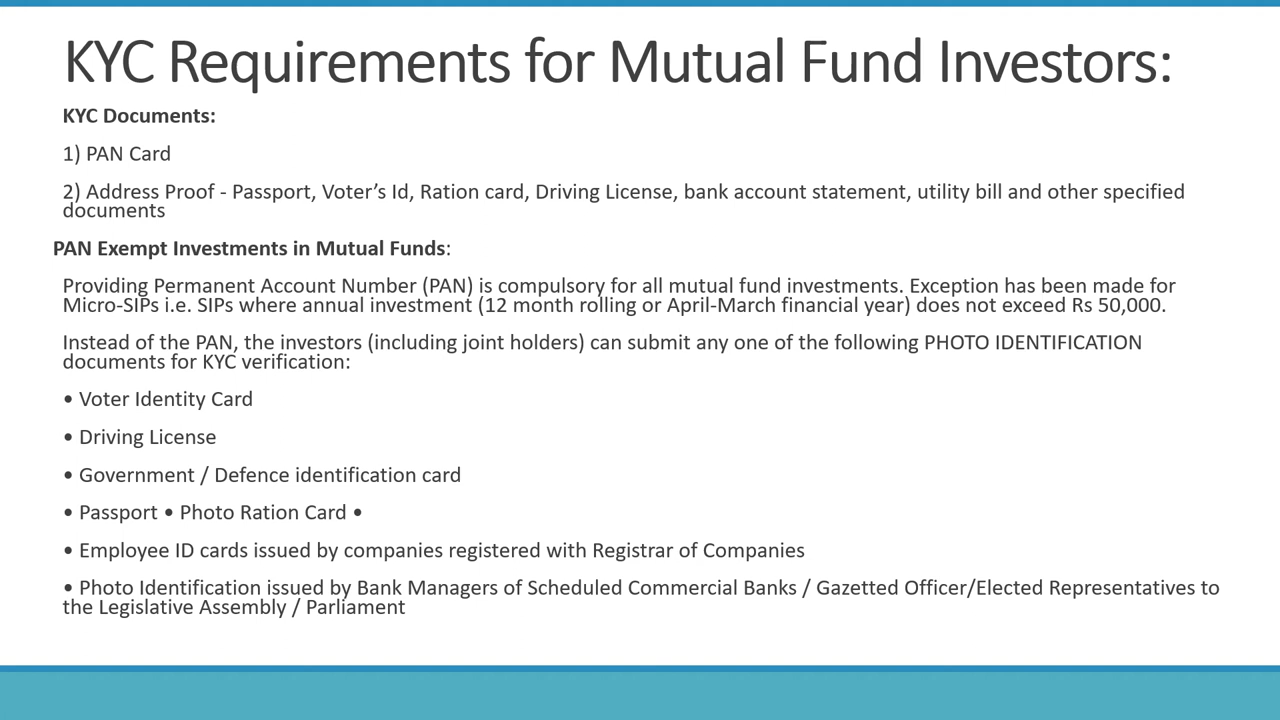 KYC Requirements for Mutual Fund Investors:
KYC Documents:
1) PAN Card
2) Address Proof - Passport, Voter’s Id, Ration card, Driving License, bank account statement, utility bill and other specified
documents
PAN Exempt Investments in Mutual Funds:
Providing Permanent Account Number (PAN) is compulsory for all mutual fund investments. Exception has been made for
Micro-SIPs i.e. SIPs where annual investment (12 month rolling or April-March financial year) does not exceed Rs 50,000.
Instead of the PAN, the investors (including joint holders) can submit any one of the following PHOTO IDENTIFICATION
documents for KYC verification:
• Voter Identity Card
• Driving License
• Government / Defence identification card
• Passport • Photo Ration Card •
• Employee ID cards issued by companies registered with Registrar of Companies
• Photo Identification issued by Bank Managers of Scheduled Commercial Banks / Gazetted Officer/Elected Representatives to
the Legislative Assembly / Parliament